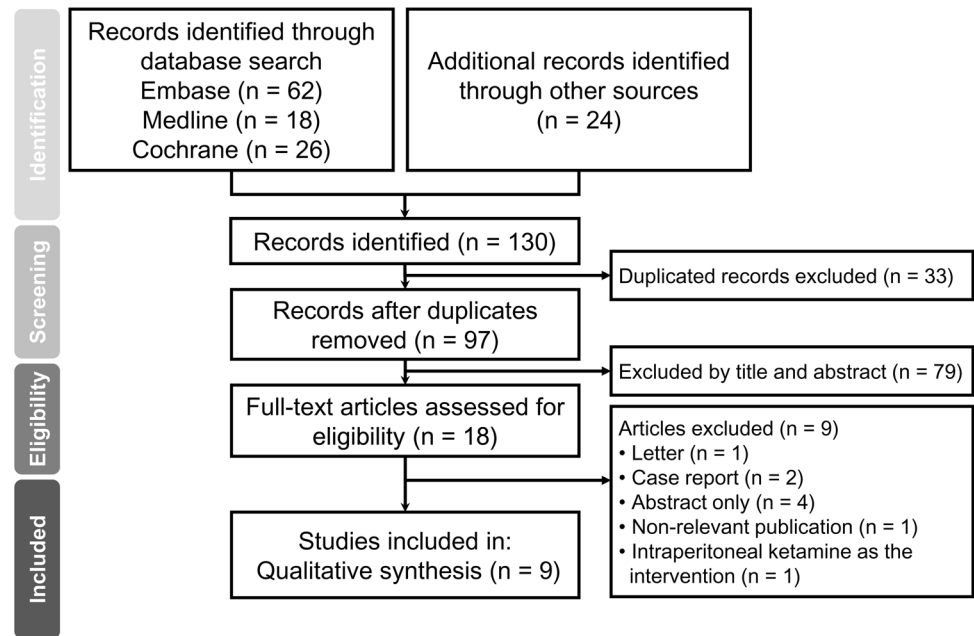 Identification
Records identified through
database search
Embase (n = 62)
Medline (n = 18)
Cochrane (n = 26)
Additional records identified
through other sources
(n = 24)
Records identified (n = 130)
Screening
Duplicated records excluded (n = 33)
Records after duplicates
removed (n = 97)
Excluded by title and abstract (n = 79)
Eligibility
Full-text articles assessed for
eligibility (n = 18)
Articles excluded (n = 9)
• Letter (n = 1)
• Case report (n = 2)
• Abstract only (n = 4)
• Non-relevant publication (n = 1)
• Intraperitoneal ketamine as the
intervention (n = 1)
Included
Studies included in:
Qualitative synthesis (n = 9)